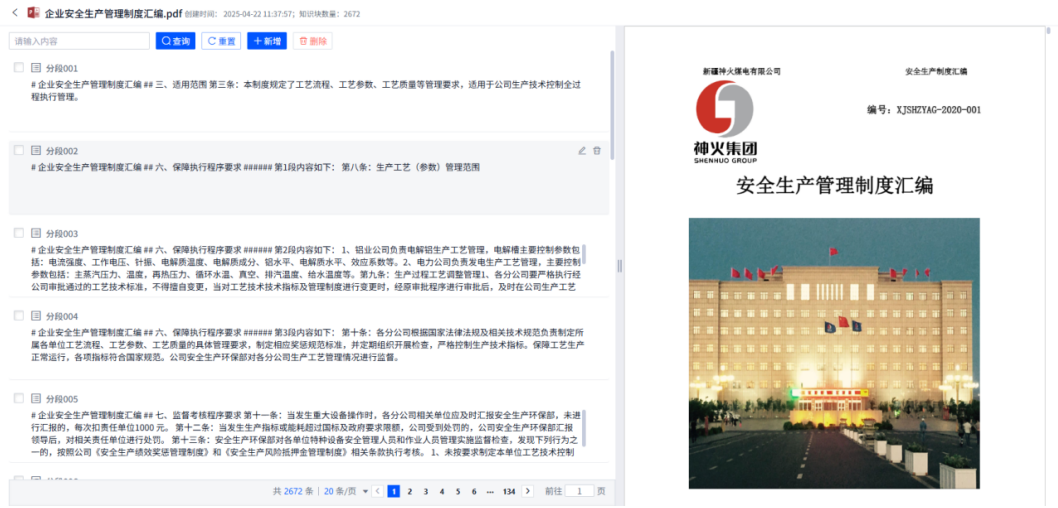 企业安全生产管理制度汇编.pdf 创建时间: 2025-04-22 11:37:57; 知识块数量: 2672
请输入内容 查询 重置 新增 删除
分段001
# 企业安全生产管理制度汇编 ## 三、适用范围 第三条：本制度规定了工艺流程、工艺参数、工艺质量等管理要求，适用于公司生产技术控制全过
程执行管理。
分段002
# 企业安全生产管理制度汇编 ## 六、保障执行程序要求 ###### 第1段内容如下： 第八条：生产工艺（参数）管理范围
分段003
# 企业安全生产管理制度汇编 ## 六、保障执行程序要求 ###### 第2段内容如下： 1、铝业公司负责电解铝生产工艺管理，电解槽主要控制参数包
括：电流强度、工作电压、针振、电解质温度、电解质成分、铝水平、电解质水平、效应系数等。2、电力公司负责发电生产工艺管理，主要控制
参数包括：主蒸汽压力、温度，再热压力、循环水温、真空、排汽温度、给水温度等。第九条：生产过程工艺调整管理1、各分公司要严格执行经
公司审批通过的工艺技术标准，不得擅自变更，当对工艺技术技术指标及管理制度进行变更时，经原审批程序进行审批后，及时在公司生产工艺
分段004
# 企业安全生产管理制度汇编 ## 六、保障执行程序要求 ###### 第3段内容如下： 第十条：各分公司根据国家法律法规及相关技术规范负责制定所
属各单位工艺流程、工艺参数、工艺质量的具体管理要求，制定相应奖惩规范标准，并定期组织开展检查，严格控制生产技术指标。保障工艺生产
正常运行，各项指标符合国家规范。公司安全生产环保部对各分公司生产工艺管理情况进行监督。
分段005
# 企业安全生产管理制度汇编 ## 七、监督考核程序要求 第十一条：当发生重大设备操作时，各分公司相关单位应及时汇报安全生产环保部，未进
行汇报的，每次扣责任单位1000 元。 第十二条：当发生生产指标或能耗超过国标及政府要求限额，公司受到处罚的，公司安全生产环保部汇报
领导后，对相关责任单位进行处罚。 第十三条：安全生产环保部对各单位特种设备安全管理人员和作业人员管理实施监督检查，发现下列行为之
一的，按照公司《安全生产绩效奖惩管理制度》和《安全生产风险抵押金管理制度》相关条款执行考核。 1、未按要求制定本单位工艺技术控制
共 2672 条 20 条/页 1 2 3 4 5 6 ... 134 前往 1 页
新疆神火煤电有限公司 安全生产制度汇编
编号：XJSHZYAG-2020-001
神火集团
SHENHUO GROUP
安全生产管理制度汇编